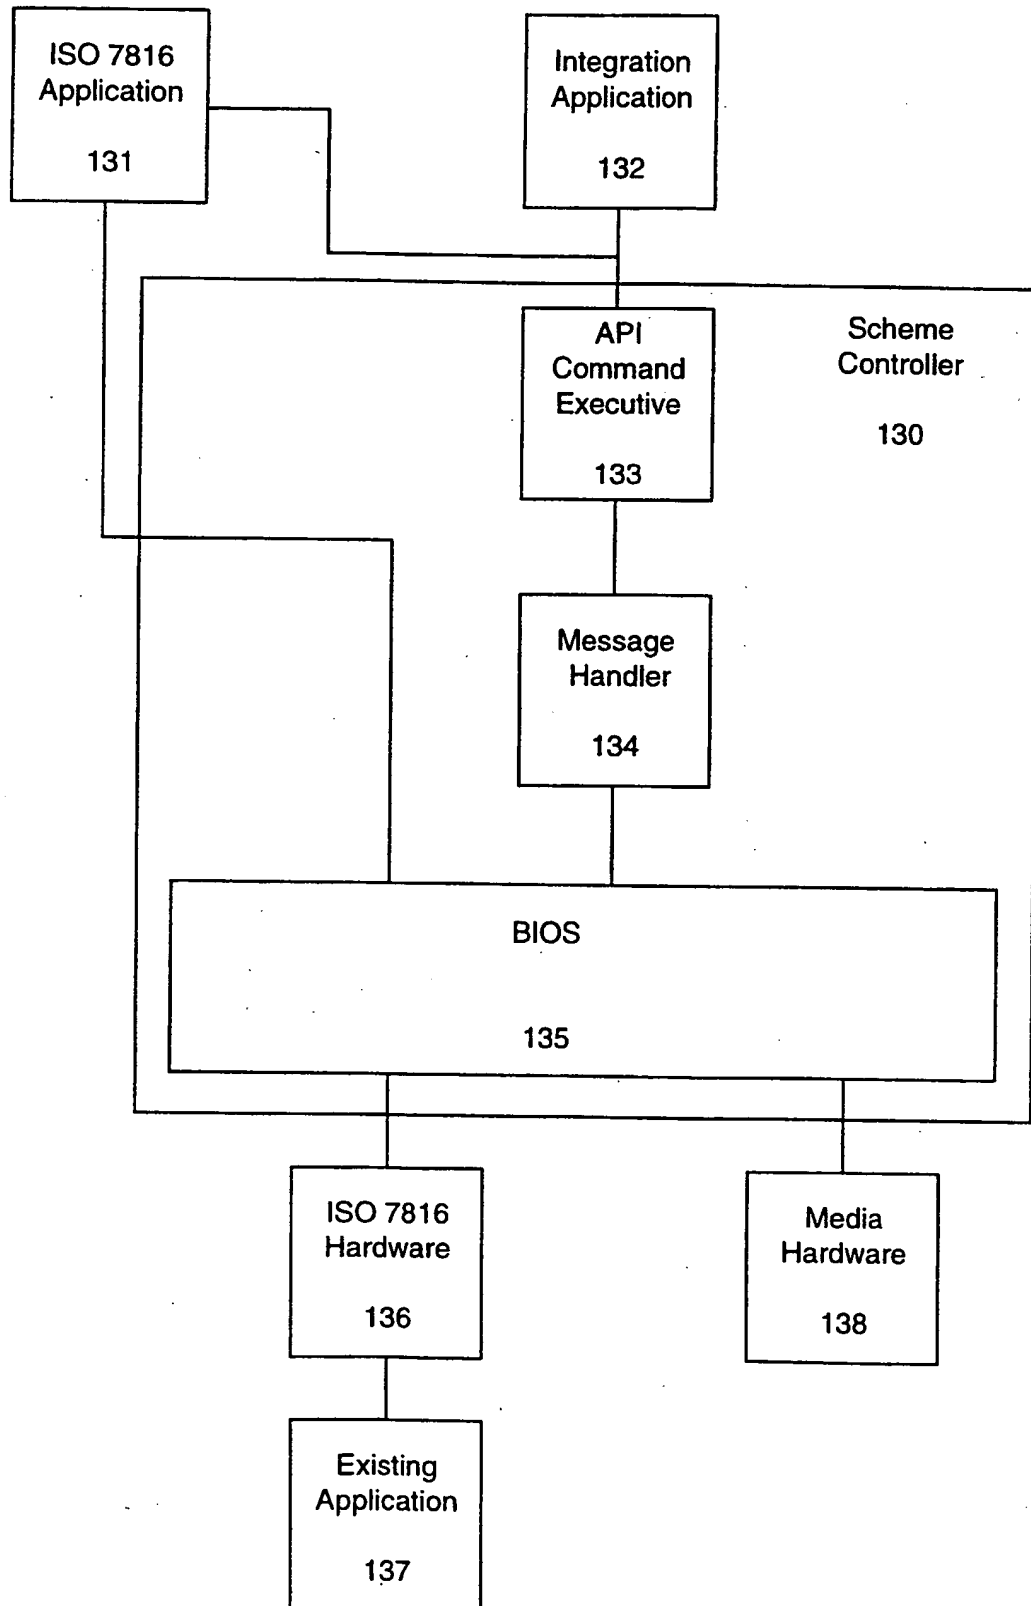 ISO 7816
Application
131
Integration
Application
132
API
Command
Executive
133
Scheme
Controller
130
Message
Handler
134
BIOS
135
ISO 7816
Hardware
136
Media
Hardware
138
Existing
Application
137